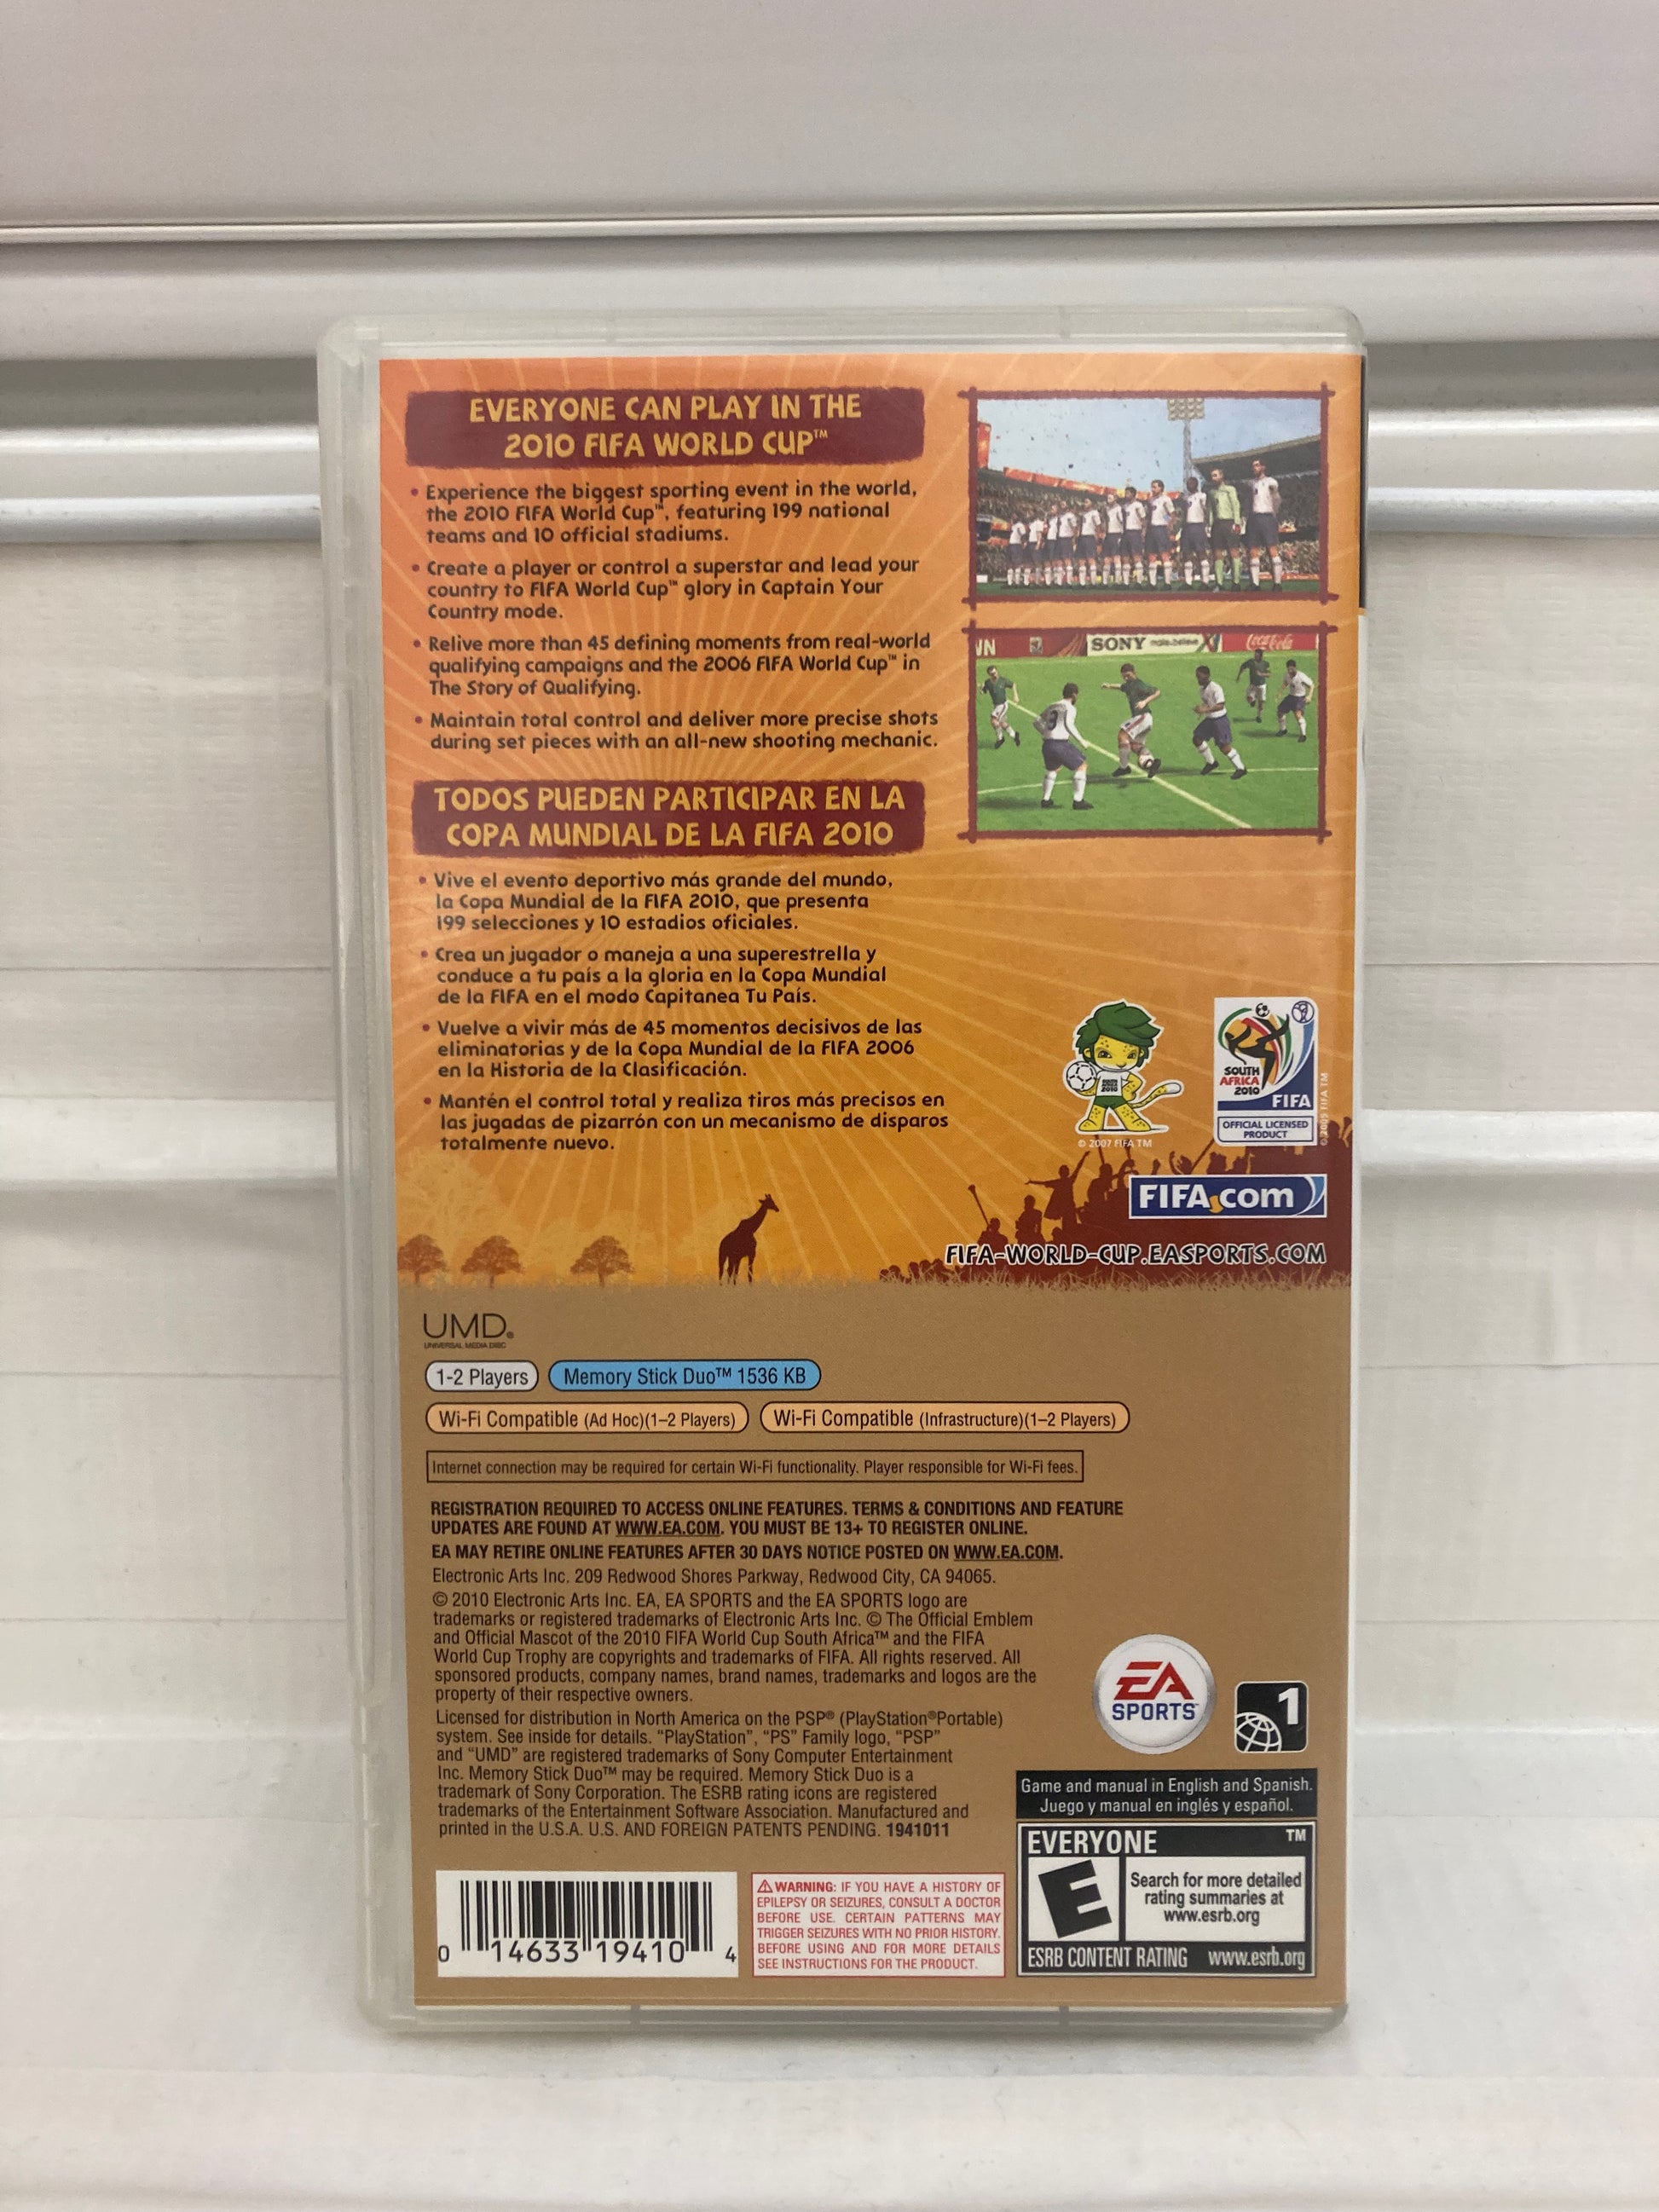 EVERYONE CAN PLAY IN THE
2010 FIFA WORLD CUP™
• Experience the biggest sporting event in the world,
the 2010 FIFA World Cup™, featuring 199 national
teams and 10 official stadiums.
• Create a player or control a superstar and lead your
country to FIFA World Cup™ glory in Captain Your
Country mode.
• Relive more than 45 defining moments from real-world
qualifying campaigns and the 2006 FIFA World Cup™ in
The Story of Qualifying.
• Maintain total control and deliver more precise shots
during set pieces with an all-new shooting mechanic.
SONY
Coca-Cola
TODOS PUEDEN PARTICIPAR EN LA
COPA MUNDIAL DE LA FIFA 2010
• Vive el evento deportivo más grande del mundo,
la Copa Mundial de la FIFA 2010, que presenta
199 selecciones y 10 estadios oficiales.
• Crea un jugador o maneja a una superestrella y
conduce a tu país a la gloria en la Copa Mundial
de la FIFA en el modo Capitanea Tu País.
• Vuelve a vivir más de 45 momentos decisivos de las
eliminatorias y de la Copa Mundial de la FIFA 2006
en la Historia de la Clasificación.
• Mantén el control total y realiza tiros más precisos en
las jugadas de pizarrón con un mecanismo de disparos
totalmente nuevo.
© 2007 FIFA TM
SOUTH
AFRICA
2010
FIFA
OFFICIAL LICENSED
PRODUCT
© 2009 FIFA TM
FIFA.com
FIFA-WORLD-CUP.EASPORTS.COM
UMD®
UNIVERSAL MEDIA DISC
1-2 Players
Memory Stick Duo™ 1536 KB
Wi-Fi Compatible (Ad Hoc)(1–2 Players)
Wi-Fi Compatible (Infrastructure)(1–2 Players)
Internet connection may be required for certain Wi-Fi functionality. Player responsible for Wi-Fi fees.
REGISTRATION REQUIRED TO ACCESS ONLINE FEATURES. TERMS & CONDITIONS AND FEATURE
UPDATES ARE FOUND AT WWW.EA.COM. YOU MUST BE 13+ TO REGISTER ONLINE.
EA MAY RETIRE ONLINE FEATURES AFTER 30 DAYS NOTICE POSTED ON WWW.EA.COM.
Electronic Arts Inc. 209 Redwood Shores Parkway, Redwood City, CA 94065.
© 2010 Electronic Arts Inc. EA, EA SPORTS and the EA SPORTS logo are
trademarks or registered trademarks of Electronic Arts Inc. © The Official Emblem
and Official Mascot of the 2010 FIFA World Cup South Africa™ and the FIFA
World Cup Trophy are copyrights and trademarks of FIFA. All rights reserved. All
sponsored products, company names, brand names, trademarks and logos are the
property of their respective owners.
Licensed for distribution in North America on the PSP® (PlayStation®Portable)
system. See inside for details. “PlayStation”, “PS” Family logo, “PSP”
and “UMD” are registered trademarks of Sony Computer Entertainment
Inc. Memory Stick Duo™ may be required. Memory Stick Duo is a
trademark of Sony Corporation. The ESRB rating icons are registered
trademarks of the Entertainment Software Association. Manufactured and
printed in the U.S.A. U.S. AND FOREIGN PATENTS PENDING. 1941011
EA
SPORTS™
1
Game and manual in English and Spanish.
Juego y manual en inglés y español.
EVERYONE TM
E
Search for more detailed
rating summaries at
www.esrb.org
ESRB CONTENT RATING www.esrb.org
0 14633 19410 4
WARNING: IF YOU HAVE A HISTORY OF
EPILEPSY OR SEIZURES, CONSULT A DOCTOR
BEFORE USE. CERTAIN PATTERNS MAY
TRIGGER SEIZURES WITH NO PRIOR HISTORY.
BEFORE USING AND FOR MORE DETAILS
SEE INSTRUCTIONS FOR THE PRODUCT.